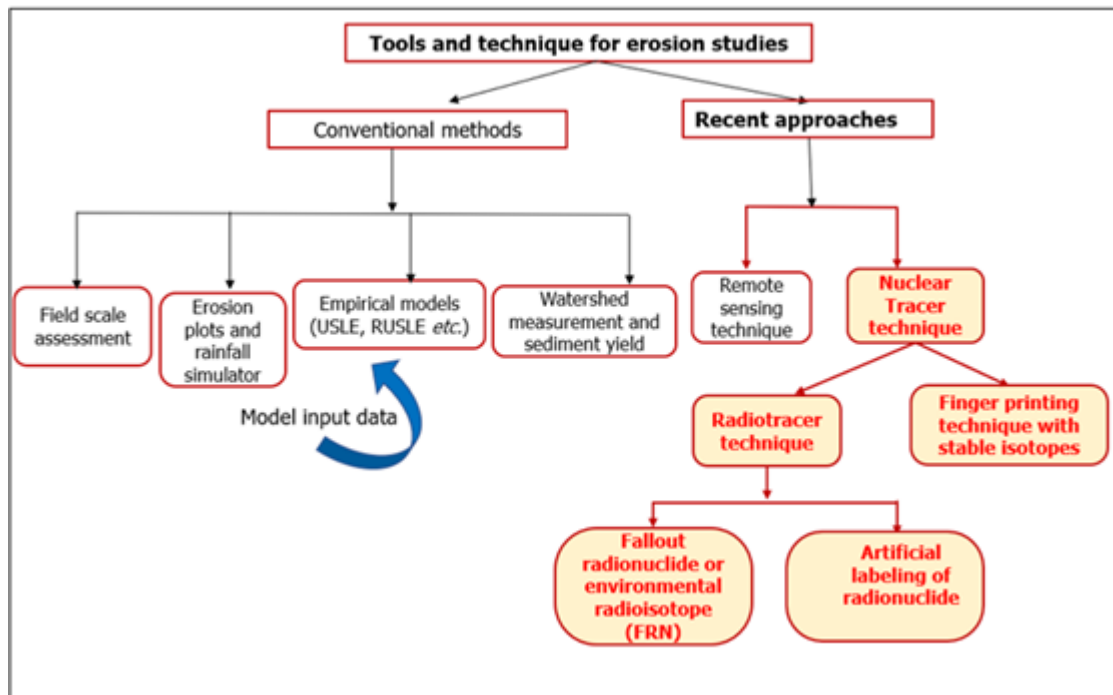 Tools and technique for erosion studies
Conventional methods
Recent approaches
Field scale
assessment
Erosion
plots and
rainfall
simulator
Empirical models
(USLE, RUSLE etc.)
Watershed
measurement and
sediment yield
Remote
sensing
technique
Nuclear
Tracer
technique
Model input data
Radiotracer
technique
Finger printing
technique with
stable isotopes
Fallout
radionuclide or
environmental
radioisotope
(FRN)
Artificial
labeling of
radionuclide